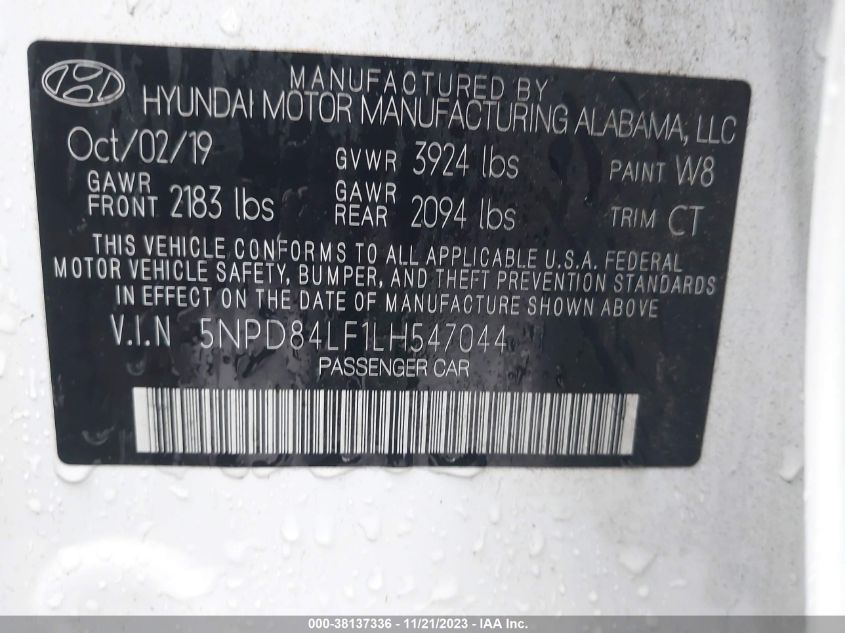 MANUFACTURED BY
HYUNDAI MOTOR MANUFACTURING ALABAMA, LLC
Oct/02/19 GVWR 3924 lbs PAINT W8
GAWR FRONT 2183 lbs GAWR REAR 2094 lbs TRIM CT
THIS VEHICLE CONFORMS TO ALL APPLICABLE U.S.A. FEDERAL
MOTOR VEHICLE SAFETY, BUMPER, AND THEFT PREVENTION STANDARDS
IN EFFECT ON THE DATE OF MANUFACTURE SHOWN ABOVE
V.I.N 5NPD84LF1LH547044
PASSENGER CAR
000-38137336 - 11/21/2023 - IAA Inc.